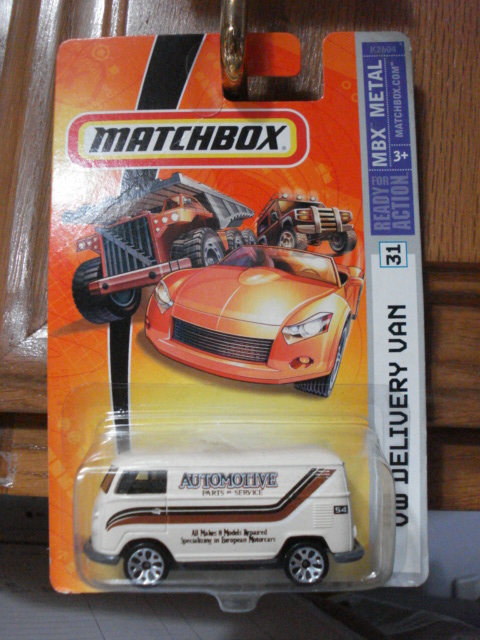 K2604
MBX METAL
MATCHBOX.COM®
3+
READY FOR
ACTION
MATCHBOX®
31
VW DELIVERY VAN
AUTOMOTIVE
PARTS & SERVICE
54
All Makes & Models Repaired
Specializing in European Motorcars